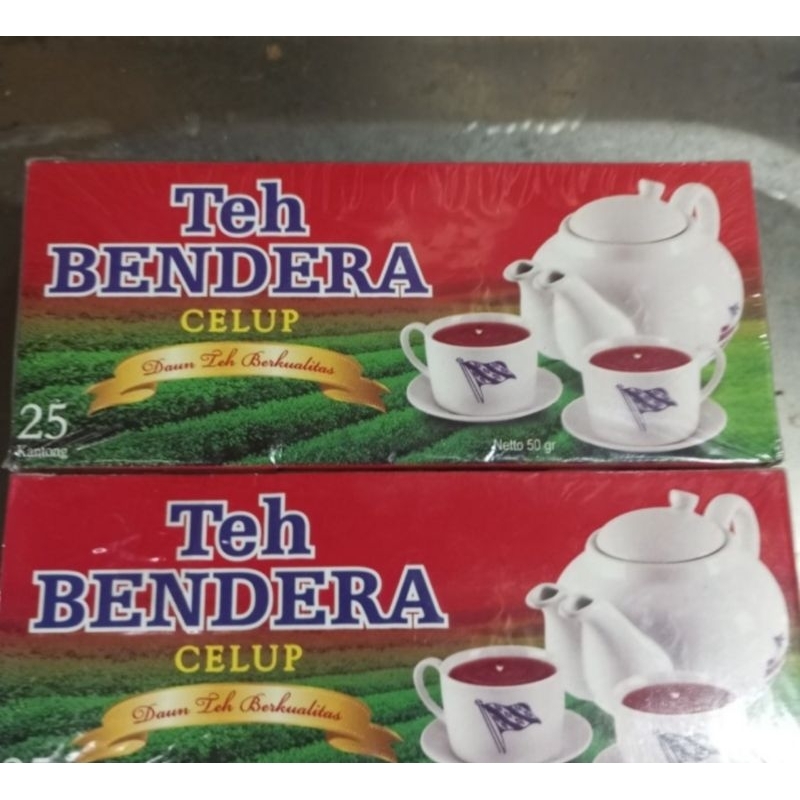 Teh
BENDERA
CELUP
Daun Teh Berkualitas
25
Kantong
Netto 50 gr
Teh
BENDERA
CELUP
Daun Teh Berkualitas